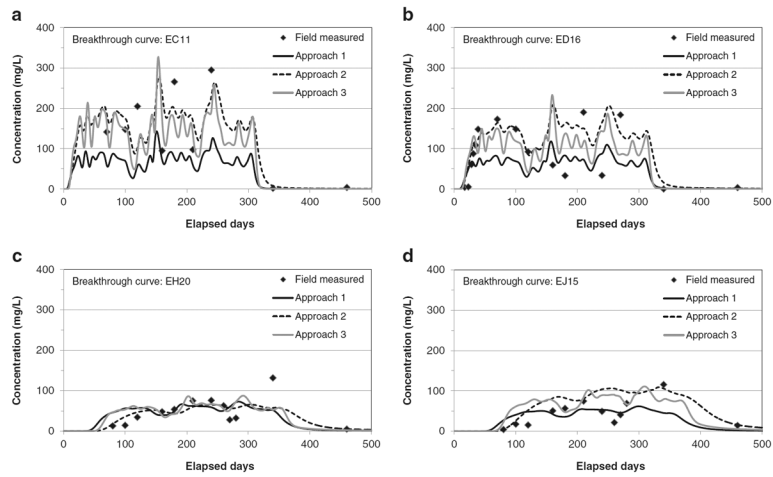 a
Breakthrough curve: EC11
Field measured
Approach 1
Approach 2
Approach 3
Concentration (mg/L)
400
300
200
100
0
0 100 200 300 400 500
Elapsed days
b
Breakthrough curve: ED16
Field measured
Approach 1
Approach 2
Approach 3
Concentration (mg/L)
400
300
200
100
0
0 100 200 300 400 500
Elapsed days
c
Breakthrough curve: EH20
Field measured
Approach 1
Approach 2
Approach 3
Concentration (mg/L)
400
300
200
100
0
0 100 200 300 400 500
Elapsed days
d
Breakthrough curve: EJ15
Field measured
Approach 1
Approach 2
Approach 3
Concentration (mg/L)
400
300
200
100
0
0 100 200 300 400 500
Elapsed days